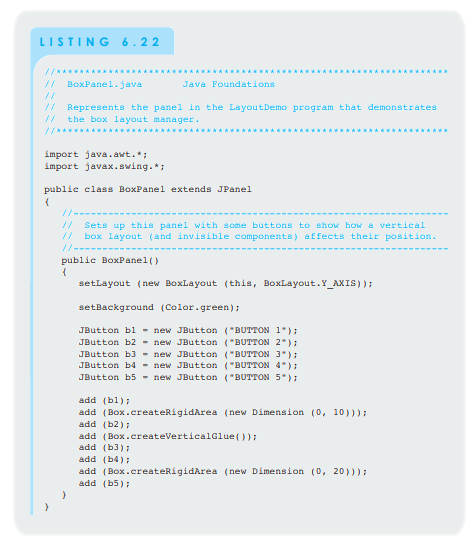 LISTING 6.22
//********************************************************************
//  BoxPanel.java       Java Foundations
//
//  Represents the panel in the LayoutDemo program that demonstrates
//  the box layout manager.
//********************************************************************
import java.awt.*;
import javax.swing.*;
public class BoxPanel extends JPanel
{
   //-----------------------------------------------------------------
   //  Sets up this panel with some buttons to show how a vertical
   //  box layout (and invisible components) affects their position.
   //-----------------------------------------------------------------
   public BoxPanel()
   {
      setLayout (new BoxLayout (this, BoxLayout.Y_AXIS));
      setBackground (Color.green);
      JButton b1 = new JButton ("BUTTON 1");
      JButton b2 = new JButton ("BUTTON 2");
      JButton b3 = new JButton ("BUTTON 3");
      JButton b4 = new JButton ("BUTTON 4");
      JButton b5 = new JButton ("BUTTON 5");
      add (b1);
      add (Box.createRigidArea (new Dimension (0, 10)));
      add (b2);
      add (Box.createVerticalGlue());
      add (b3);
      add (b4);
      add (Box.createRigidArea (new Dimension (0, 20)));
      add (b5);
   }
}